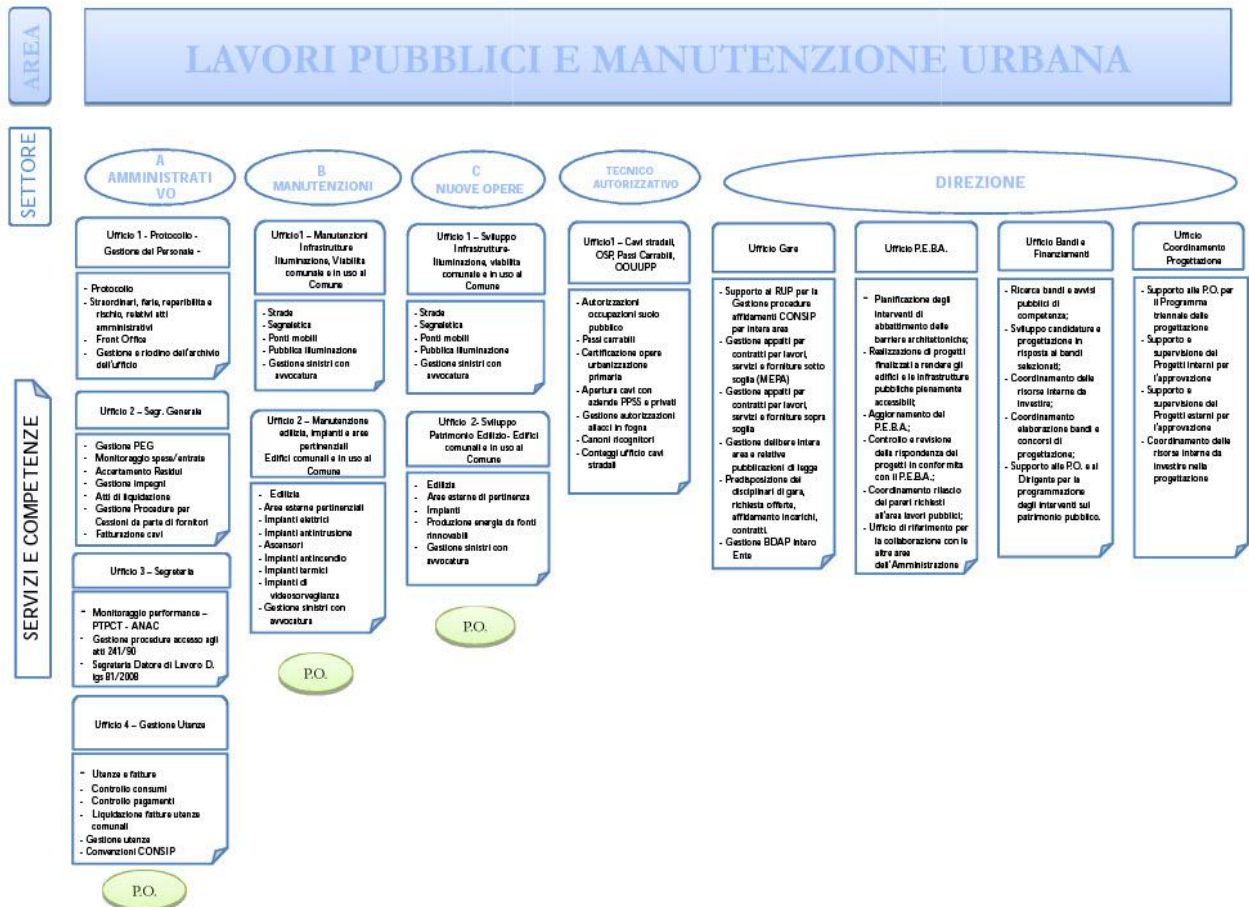 AREA
LAVORI PUBBLICI E MANUTENZIONE URBANA
SETTORE
A
AMMINISTRATI
VO
B
MANUTENZIONI
C
NUOVE OPERE
TECNICO
AUTORIZZATIVO
DIREZIONE
SERVIZI E COMPETENZE
Ufficio 1 - Protocollo -
Gestione del Personale -
- Protocollo
- Straordinari, ferie, reperibilita e
rischio, relativi atti
amministrativi
- Front Office
- Gestione e riodino dell'archivio
dell'ufficio
Ufficio 2 – Segr. Generale
- Gestione PEG
- Monitoraggio spese/entrate
- Accertamento Residui
- Gestione impegni
- Atti di liquidazione
- Gestione Procedure per
Cessioni da parte di fornitori
- Fatturazione cavi
Ufficio 3 – Segreteria
- Monitoraggio performance –
PTPCT - ANAC
- Gestione procedure accesso agli
atti 241/90
- Segreteria Datore di Lavoro D.
lgs 81/2008
Ufficio 4 – Gestione Utenze
- Utenze e fatture
- Controllo consumi
- Controllo pagamenti
- Liquidazione fatture utenze
comunali
- Gestione utenze
- Convenzioni CONSIP
P.O.
Ufficio1 – Manutenzioni
Infrastrutture
Illuminazione, Viabilita
comunale e in uso al
Comune
- Strade
- Segnaletica
- Ponti mobili
- Pubblica illuminazione
- Gestione sinistri con
avvocatura
Ufficio 2 – Manutenzione
edilizia, impianti e aree
pertinenziali
Edifici comunali e in uso al
Comune
- Edilizia
- Aree esterne pertinenziali
- Impianti elettrici
- Impianti antintrusione
- Ascensori
- Impianti antincendio
- Impianti termici
- Impianti di
videosorveglianza
- Gestione sinistri con
avvocatura
P.O.
Ufficio 1 – Sviluppo
Infrastrutture-
Illuminazione, viabilita
comunale e in uso al
Comune
- Strade
- Segnaletica
- Ponti mobili
- Pubblica illuminazione
- Gestione sinistri con
avvocatura
Ufficio 2- Sviluppo
Patrimonio Edilizio- Edifici
comunali e in uso al
Comune
- Edilizia
- Aree esterne di pertinenza
- Impianti
- Produzione energia da fonti
rinnovabili
- Gestione sinistri con
avvocatura
P.O.
Ufficio1 – Cavi stradali,
OSP, Passi Carrabili,
OOUUPP
- Autorizzazioni
occupazioni suolo
pubblico
- Passi carrabili
- Certificazione opere
urbanizzazione
primaria
- Apertura cavi con
aziende PPSS e privati
- Gestione autorizzazioni
allacci in fogna
- Canoni ricognitori
- Conteggi ufficio cavi
stradali
Ufficio Gare
- Supporto al RUP per la
Gestione procedure
affidamenti CONSIP
per intera area
- Gestione appalti per
contratti per lavori,
servizi e forniture sotto
soglia (MEPA)
- Gestione appalti per
contratti per lavori,
servizi e forniture sopra
soglia
- Gestione delibere intera
area e relative
pubblicazioni di legge
- Predisposizione dei
disciplinari di gara,
richiesta offerte,
affidamento incarichi,
contratti.
- Gestione BDAP intero
Ente
Ufficio P.E.B.A.
- Pianificazione degli
interventi di
abbattimento delle
barriere architettoniche;
- Realizzazione di progetti
finalizzati a rendere gli
edifici e le infrastrutture
pubbliche pienamente
accessibili;
- Aggiornamento del
P.E.B.A.;
- Controllo e revisione
della rispondenza dei
progetti in conformita
con il P.E.B.A.;
- Coordinamento rilascio
dei pareri richiesti
all'area lavori pubblici;
- Ufficio di riferimento per
la collaborazione con le
altre aree
dell'Amministrazione
Ufficio Bandi e
Finanziamenti
- Ricerca bandi e avvisi
pubblici di
competenza;
- Sviluppo candidature e
progettazione in
risposta ai bandi
selezionati;
- Coordinamento delle
risorse interne da
investire;
- Coordinamento
elaborazione bandi e
concorsi di
progettazione;
- Supporto alle P.O. e al
Dirigente per la
programmazione
degli interventi sul
patrimonio pubblico.
Ufficio
Coordinamento
Progettazione
- Supporto alle P.O. per
il Programma
triennale delle
progettazione
- Supporto e
supervisione dei
Progetti interni per
l'approvazione
- Supporto e
supervisione dei
Progetti esterni per
l'approvazione
- Coordinamento delle
risorse interne da
investire nella
progettazione